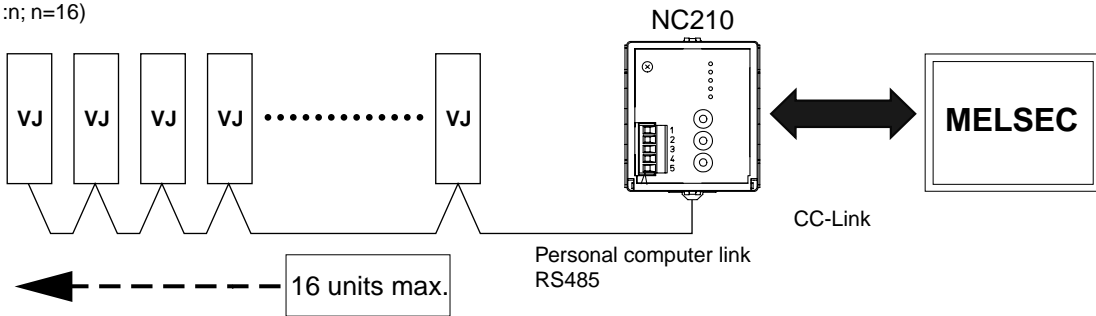 :n; n=16)
NC210
VJ VJ VJ VJ VJ
1
2
3
4
5
MELSEC
CC-Link
Personal computer link
RS485
16 units max.